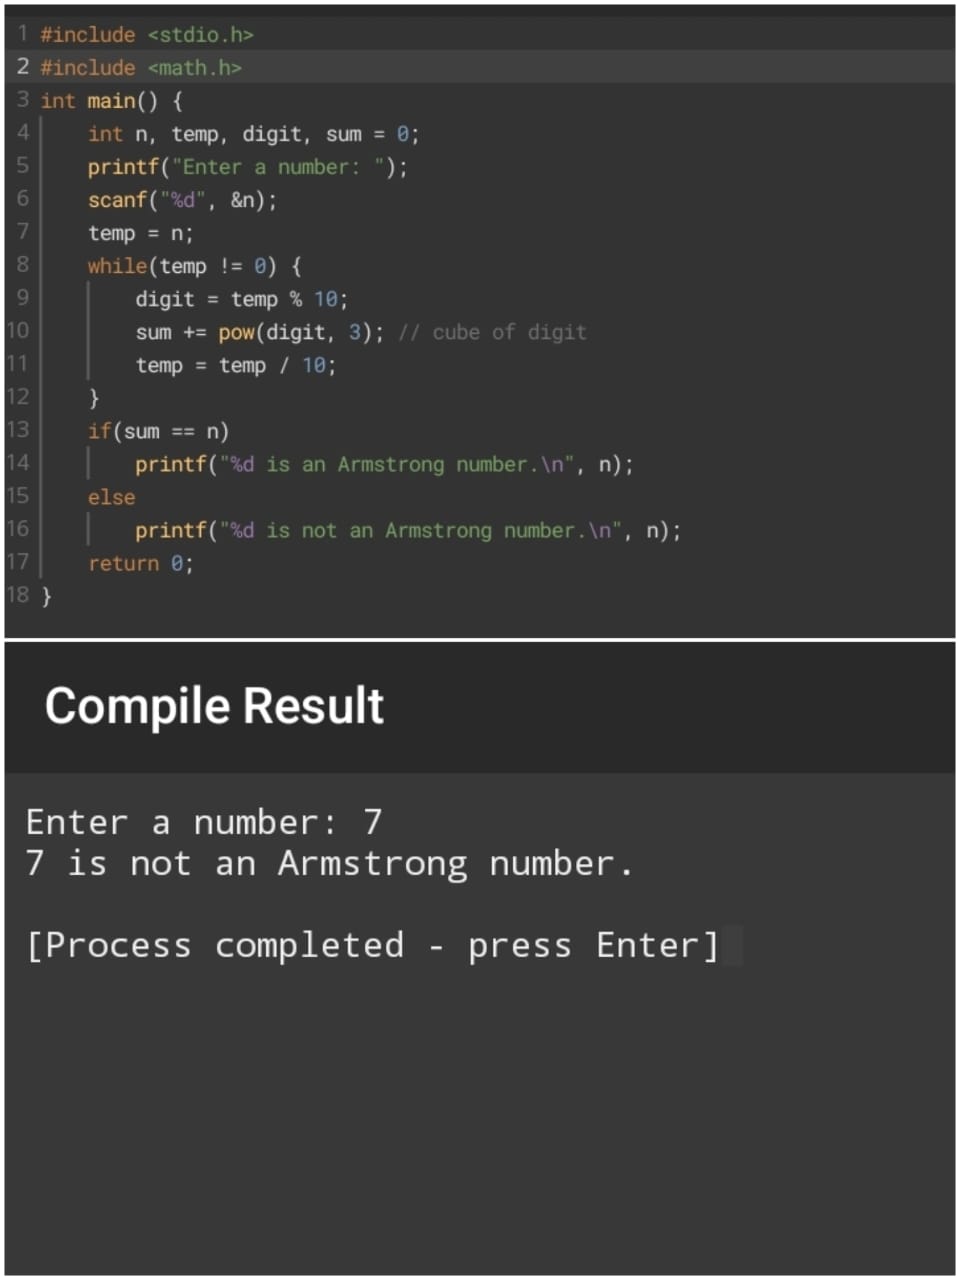 1 #include <stdio.h>
2 #include <math.h>
3 int main() {
4     int n, temp, digit, sum = 0;
5     printf("Enter a number: ");
6     scanf("%d", &n);
7     temp = n;
8     while(temp != 0) {
9         digit = temp % 10;
10         sum += pow(digit, 3); // cube of digit
11         temp = temp / 10;
12     }
13     if(sum == n)
14         printf("%d is an Armstrong number.\n", n);
15     else
16         printf("%d is not an Armstrong number.\n", n);
17     return 0;
18 }
Compile Result
Enter a number: 7
7 is not an Armstrong number.
[Process completed - press Enter]